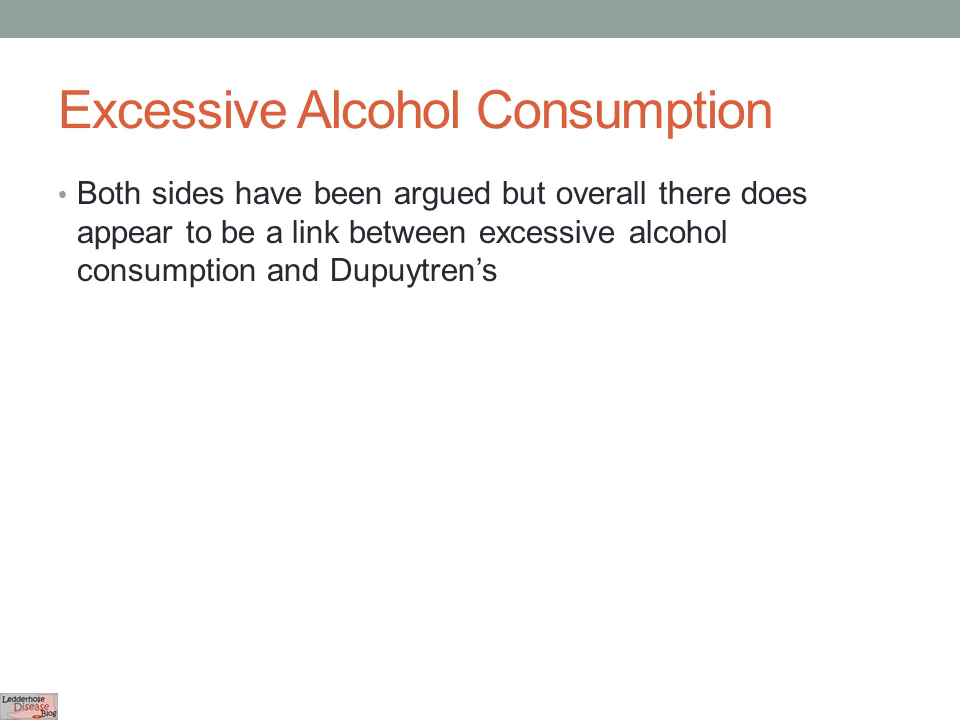 Excessive Alcohol Consumption
• Both sides have been argued but overall there does
appear to be a link between excessive alcohol
consumption and Dupuytren’s
Ledderhose
Disease
Blog